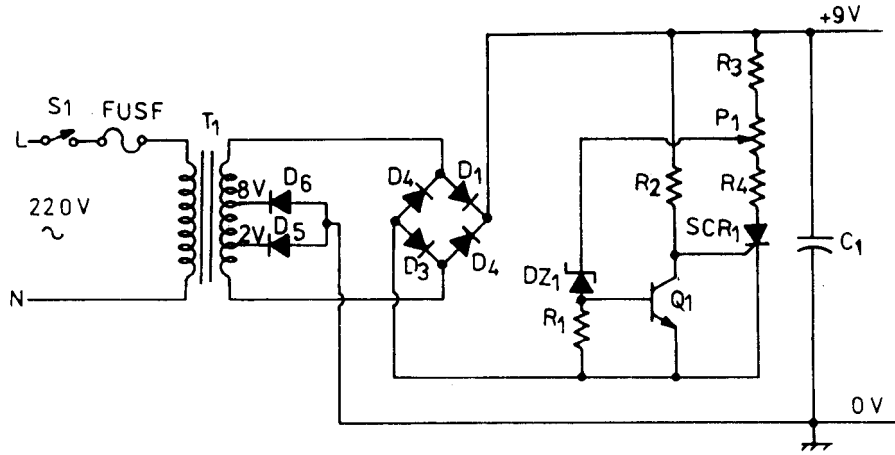 +9V
S1 FUSF
T1
L
R3
P1
D6
8V
D4 D1
R2 R4
220V
~
2V D5
SCR1
C1
D3 D4
DZ1
Q1
N
R1
0V